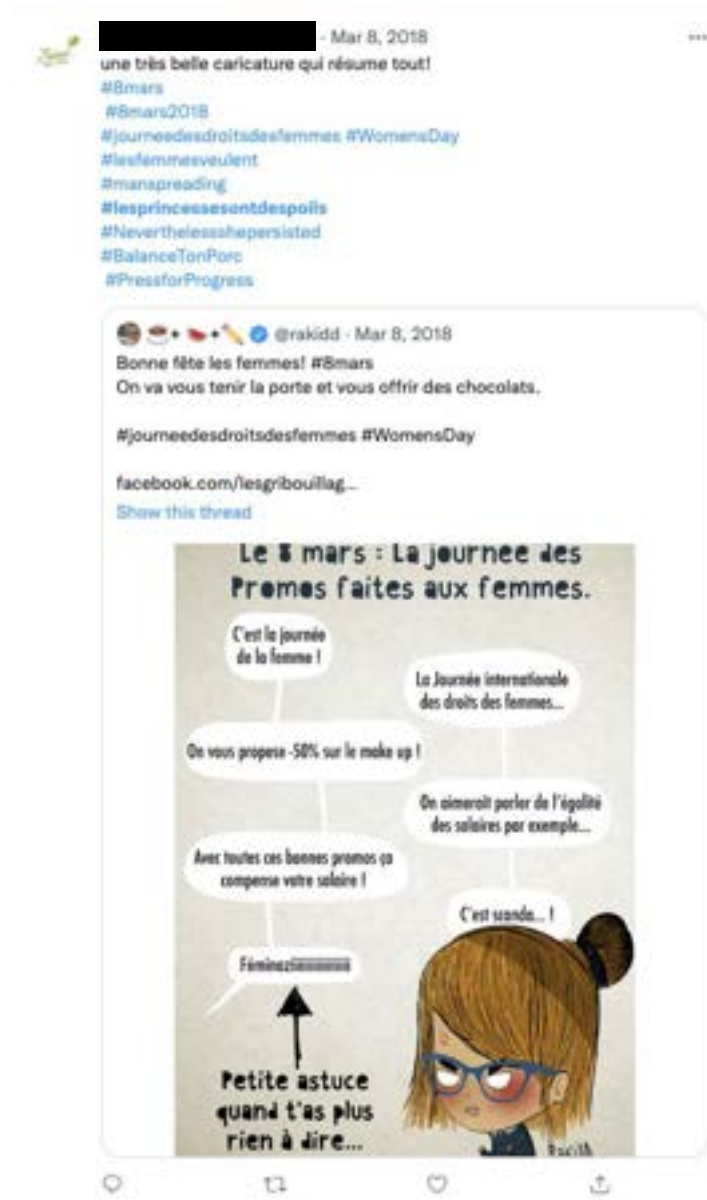 Mar 8, 2018
une très belle caricature qui résume tout!
#8mars
#8mars2018
#journeedesdroitsdesfemmes #WomensDay
#lesfemmesveulent
#manspreading
#lesprincessesontdespoils
#Neverthelessshepersisted
#BalanceTonPorc
#PressforProgress
@rakidd · Mar 8, 2018
Bonne fête les femmes! #8mars
On va vous tenir la porte et vous offrir des chocolats.
#journeedesdroitsdesfemmes #WomensDay
facebook.com/lesgribouillag...
Show this thread
Le 8 mars : La journée des
Promos faites aux femmes.
C'est la journée
de la femme !
La Journée internationale
des droits des femmes...
On vous propose -50% sur le make up !
On aimerait parler de l'égalité
des salaires par exemple...
Avec toutes ces bonnes promos ça
compense votre salaire !
C'est scanda... !
Féminaziiiiiiiiiiiiii
Petite astuce
quand t'as plus
rien à dire...